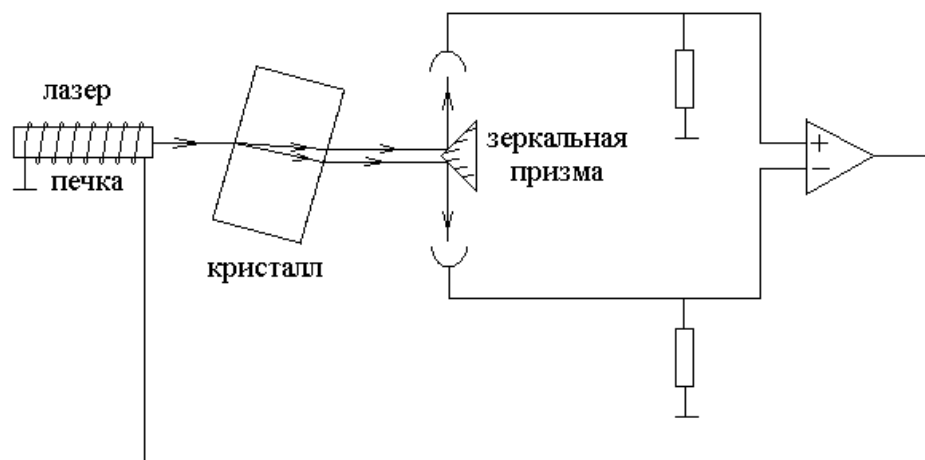 лазер
печка
кристалл
зеркальная
призма
+
−